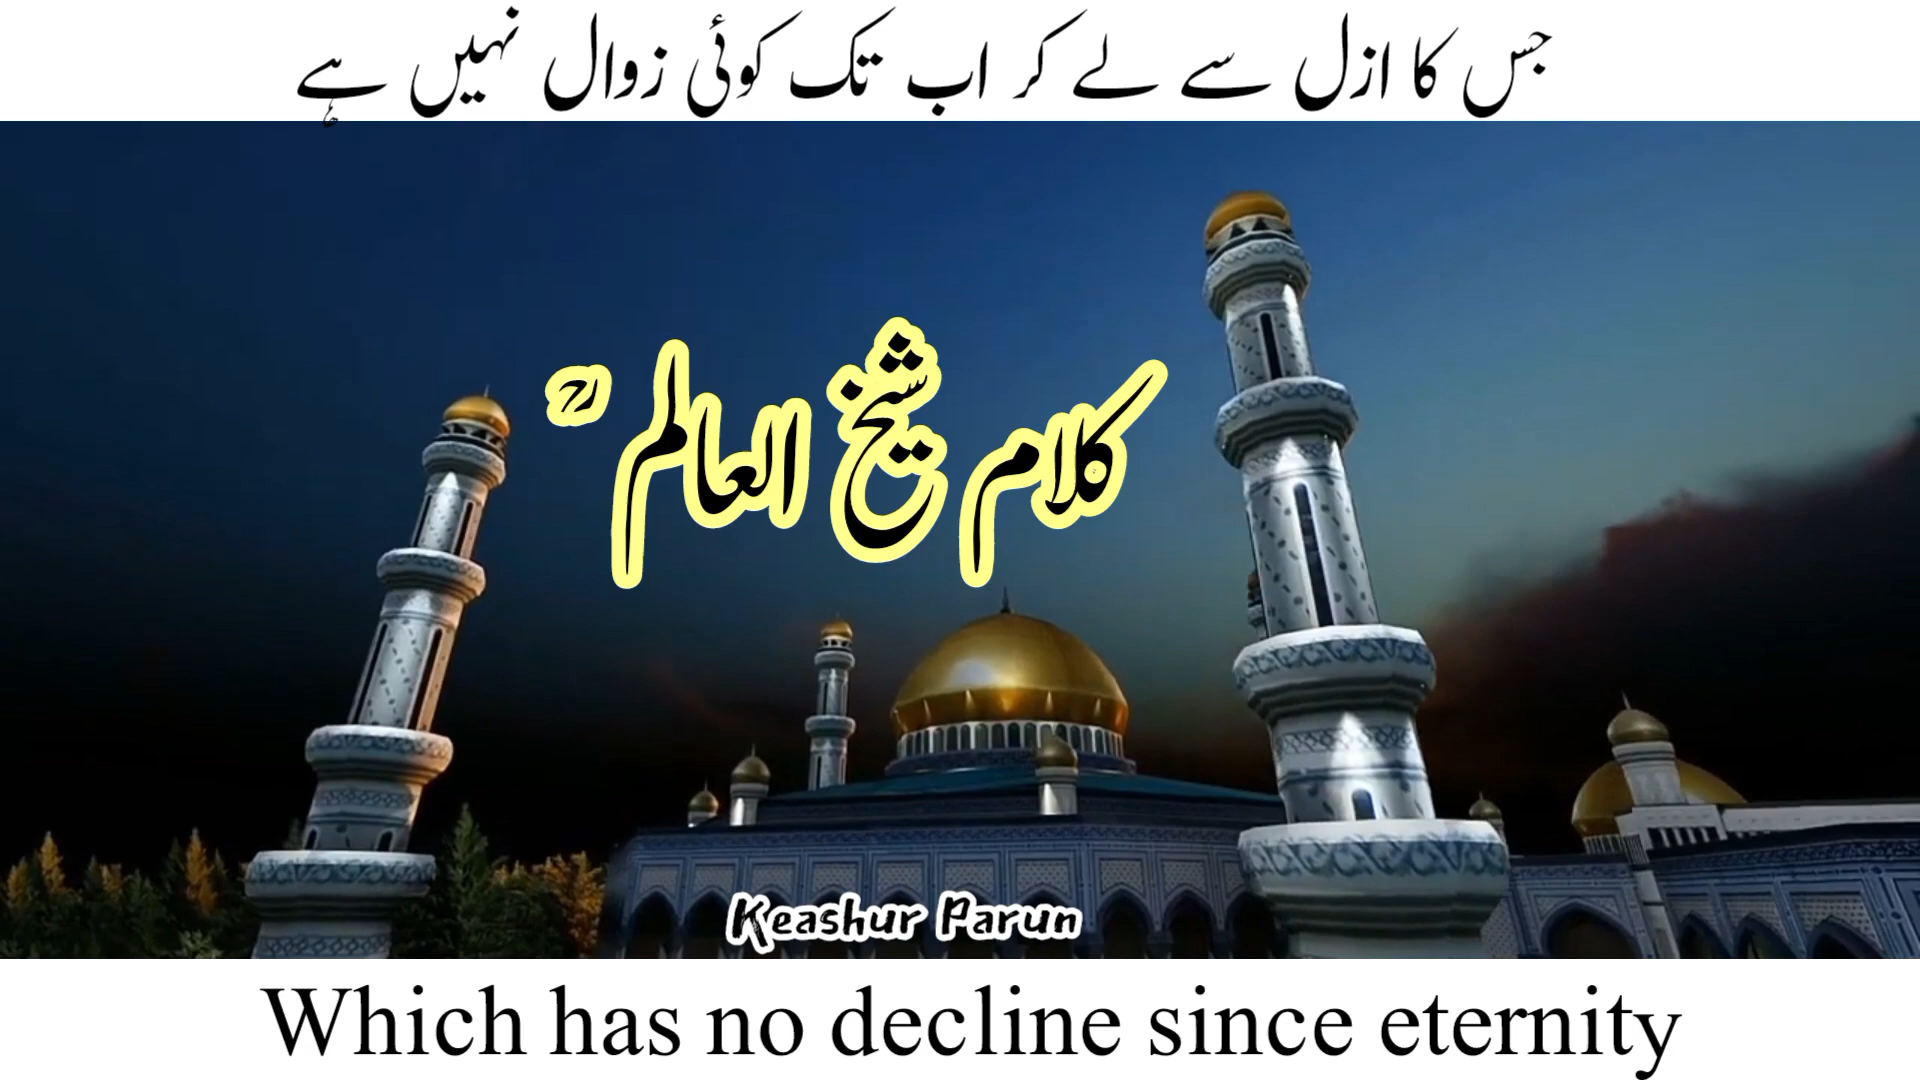 جس کا ازل سے لے کر اب تک کوئی زوال نہیں ہے
کلام شیخ العالمؒ
Keashur Parun
Which has no decline since eternity